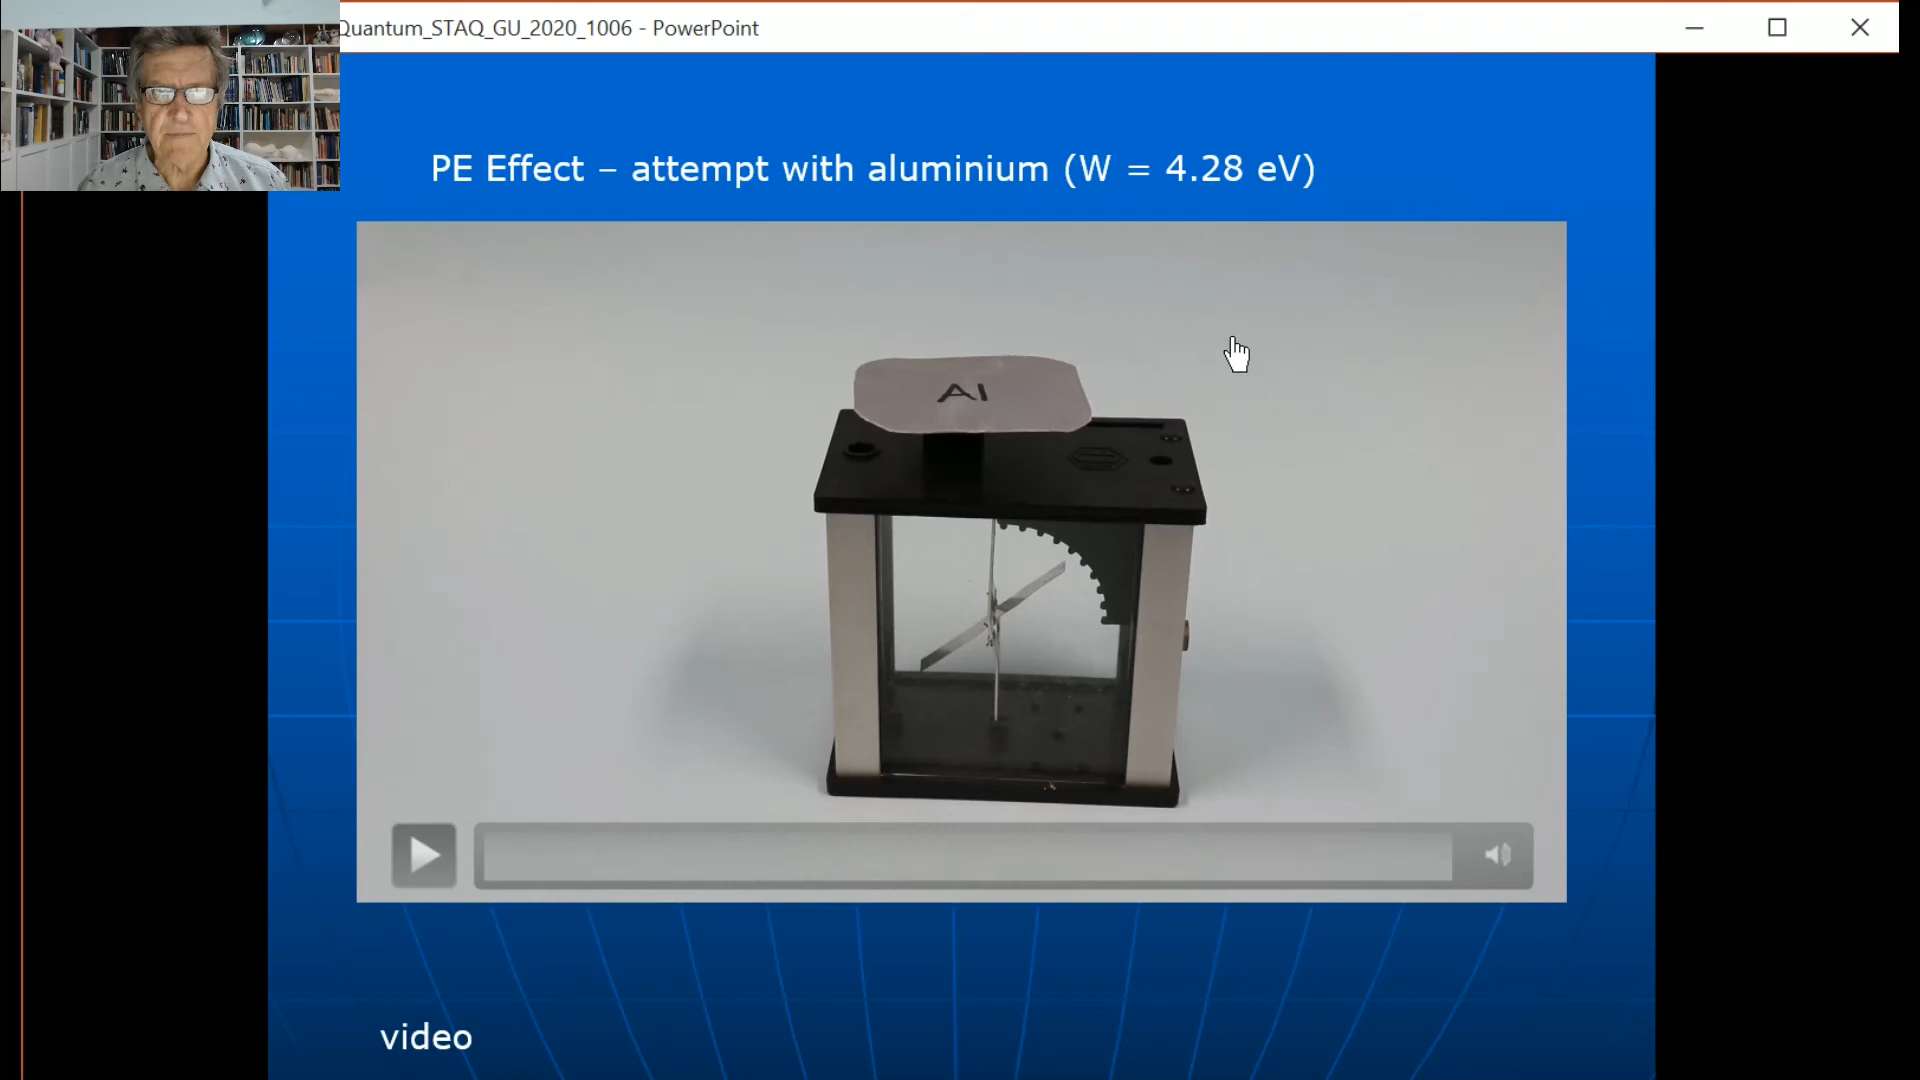 Quantum_STAQ_GU_2020_1006 - PowerPoint
PE Effect – attempt with aluminium (W = 4.28 eV)
Al
video